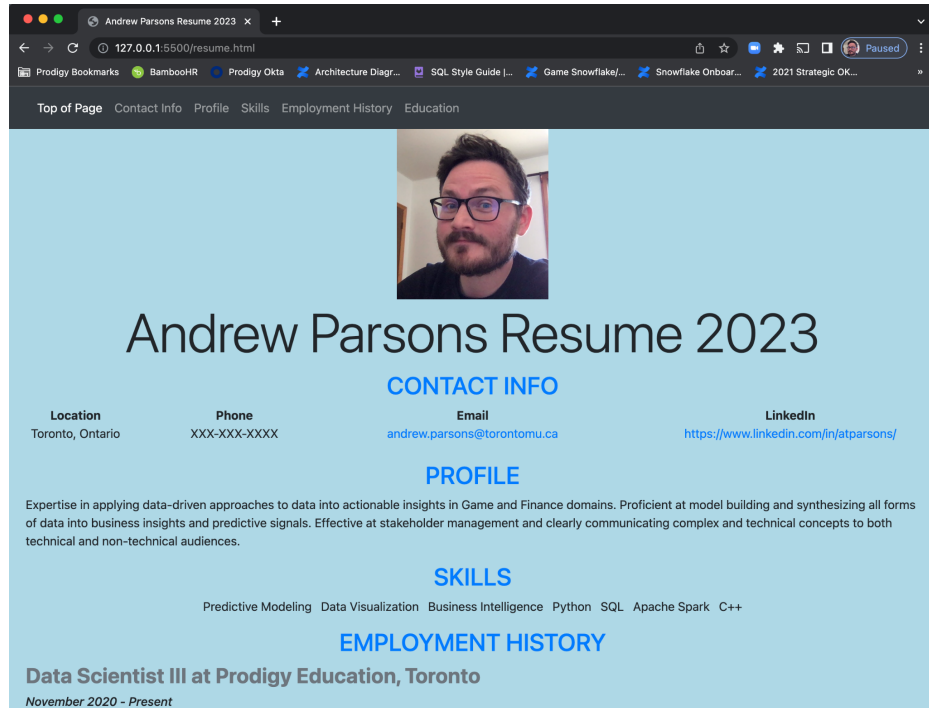 Andrew Parsons Resume 2023
127.0.0.1:5500/resume.html
Paused
Prodigy Bookmarks BambooHR Prodigy Okta Architecture Diagr... SQL Style Guide |... Game Snowflake/... Snowflake Onboar... 2021 Strategic OK... »
Top of Page Contact Info Profile Skills Employment History Education
Andrew Parsons Resume 2023
CONTACT INFO
Location Phone Email LinkedIn
Toronto, Ontario XXX-XXX-XXXX andrew.parsons@torontomu.ca https://www.linkedin.com/in/atparsons/
PROFILE
Expertise in applying data-driven approaches to data into actionable insights in Game and Finance domains. Proficient at model building and synthesizing all forms
of data into business insights and predictive signals. Effective at stakeholder management and clearly communicating complex and technical concepts to both
technical and non-technical audiences.
SKILLS
Predictive Modeling Data Visualization Business Intelligence Python SQL Apache Spark C++
EMPLOYMENT HISTORY
Data Scientist III at Prodigy Education, Toronto
November 2020 - Present